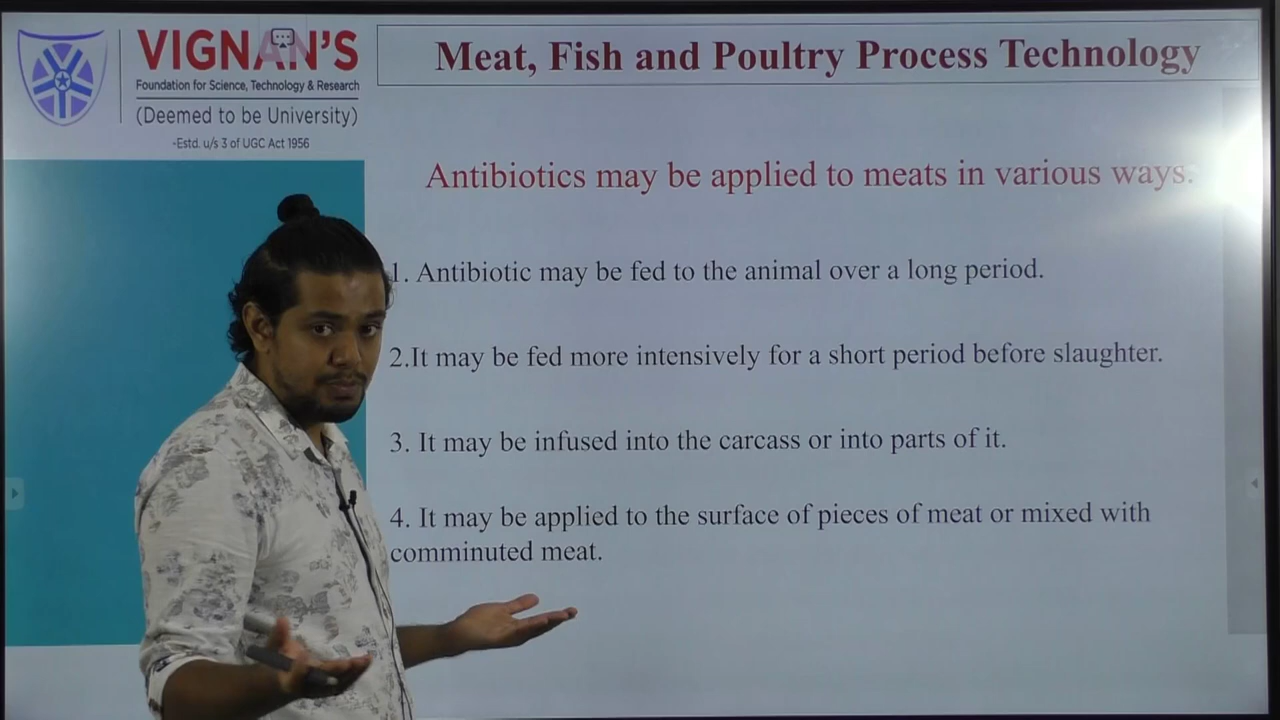 VIGNAN'S
Foundation for Science, Technology & Research
(Deemed to be University)
-Estd. u/s 3 of UGC Act 1956
Meat, Fish and Poultry Process Technology
Antibiotics may be applied to meats in various ways.
1. Antibiotic may be fed to the animal over a long period.
2.It may be fed more intensively for a short period before slaughter.
3. It may be infused into the carcass or into parts of it.
4. It may be applied to the surface of pieces of meat or mixed with
comminuted meat.